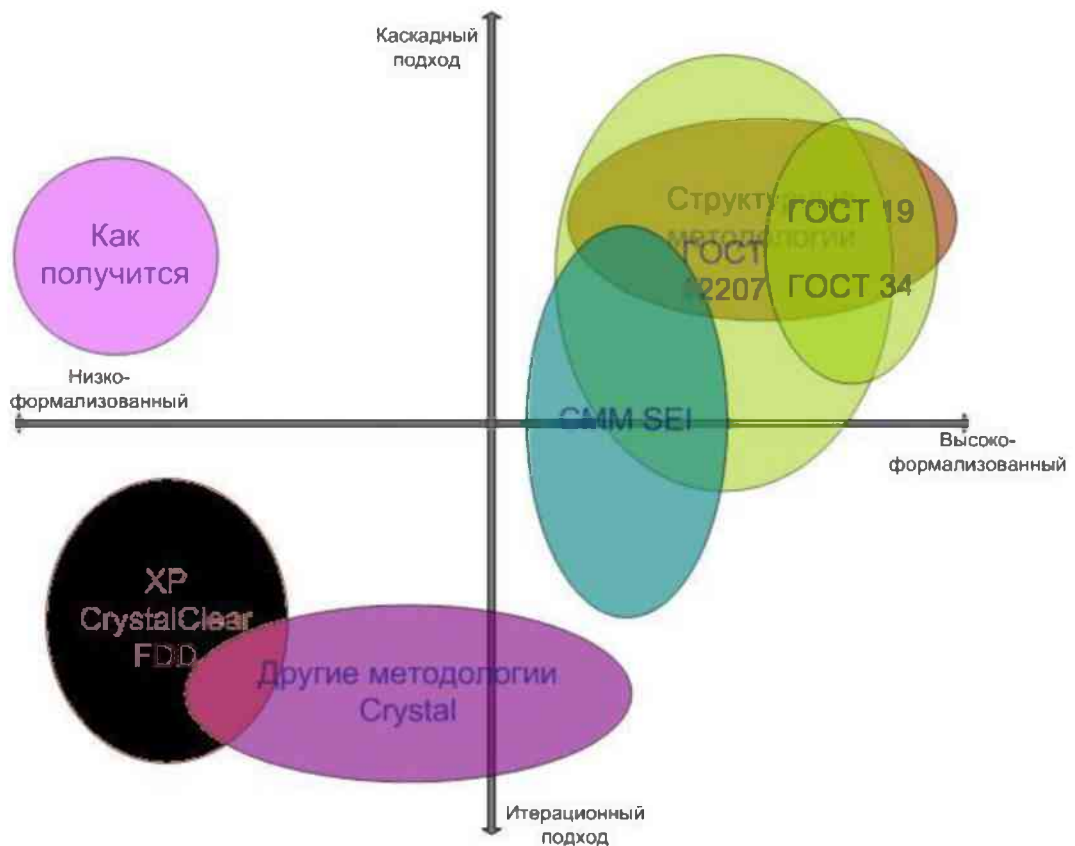 Каскадный
подход
Как
получится
Структурные
методологии
ГОСТ 19
ГОСТ
12207
ГОСТ 34
Низко-
формализованный
CMM SEI
Высоко-
формализованный
XP
CrystalClear
FDD
Другие методологии
Crystal
Итерационный
подход